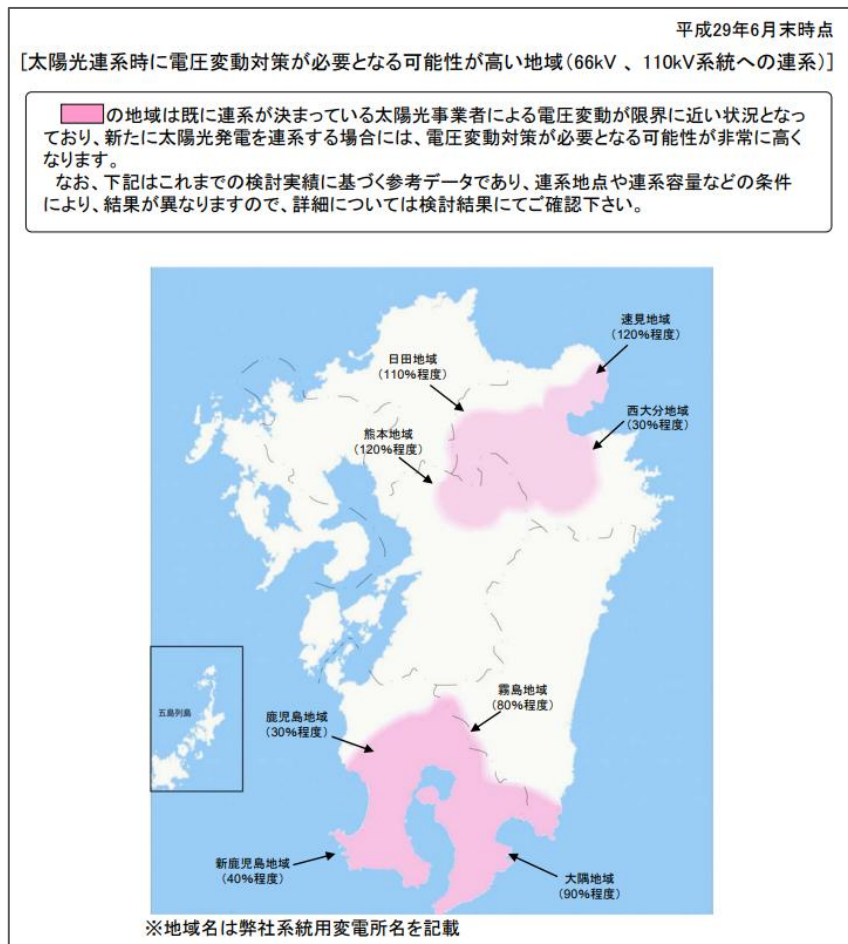 平成29年6月末時点
[太陽光連系時に電圧変動対策が必要となる可能性が高い地域(66kV 、110kV系統への連系)]
の地域は既に連系が決まっている太陽光事業者による電圧変動が限界に近い状況となっ
ており、新たに太陽光発電を連系する場合には、電圧変動対策が必要となる可能性が非常に高く
なります。
なお、下記はこれまでの検討実績に基づく参考データであり、連系地点や連系容量などの条件
により、結果が異なりますので、詳細については検討結果にてご確認下さい。
速見地域
(120%程度)
日田地域
(110%程度)
西大分地域
(30%程度)
熊本地域
(120%程度)
霧島地域
(80%程度)
鹿児島地域
(30%程度)
五島列島
新鹿児島地域
(40%程度)
大隅地域
(90%程度)
※地域名は弊社系統用変電所名を記載